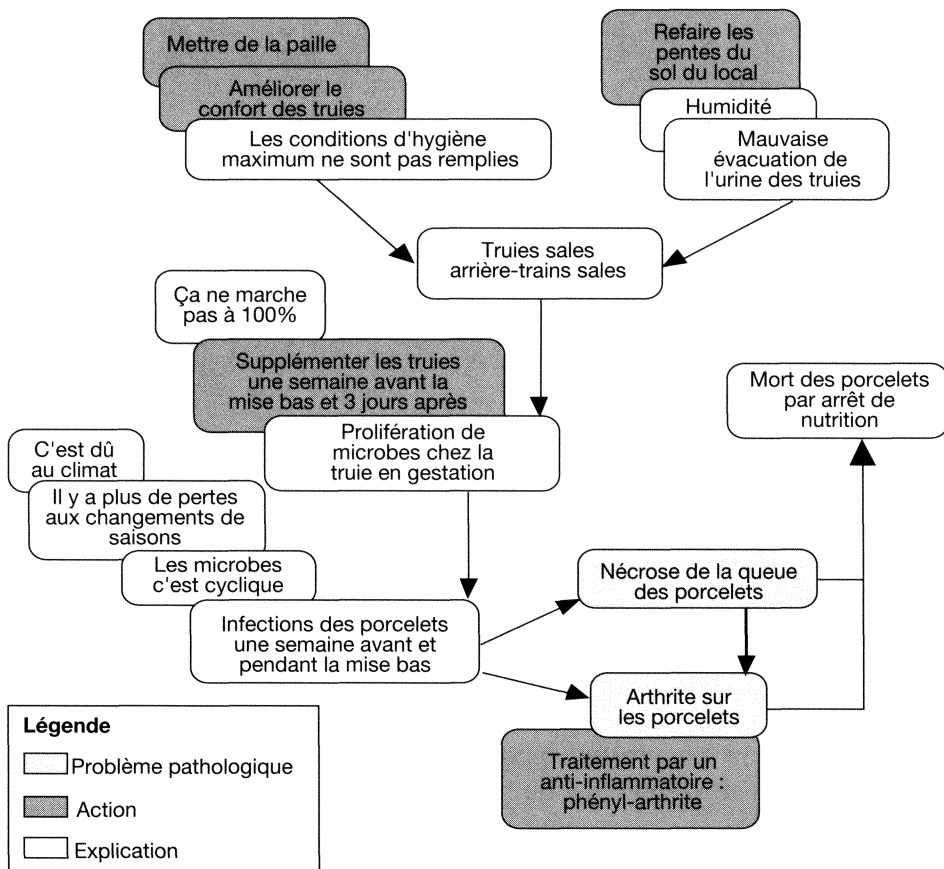 Mettre de la paille
Améliorer le
confort des truies
Les conditions d'hygiène
maximum ne sont pas remplies
Refaire les
pentes du
sol du local
Humidité
Mauvaise
évacuation de
l'urine des truies
Truies sales
arrière-trains sales
Ça ne marche
pas à 100%
Supplémenter les truies
une semaine avant la
mise bas et 3 jours après
Prolifération de
microbes chez la
truie en gestation
Mort des porcelets
par arrêt de
nutrition
C'est dû
au climat
Il y a plus de pertes
aux changements de
saisons
Les microbes
c'est cyclique
Infections des porcelets
une semaine avant et
pendant la mise bas
Nécrose de la queue
des porcelets
Arthrite sur
les porcelets
Traitement par un
anti-inflammatoire :
phényl-arthrite
Légende
Problème pathologique
Action
Explication